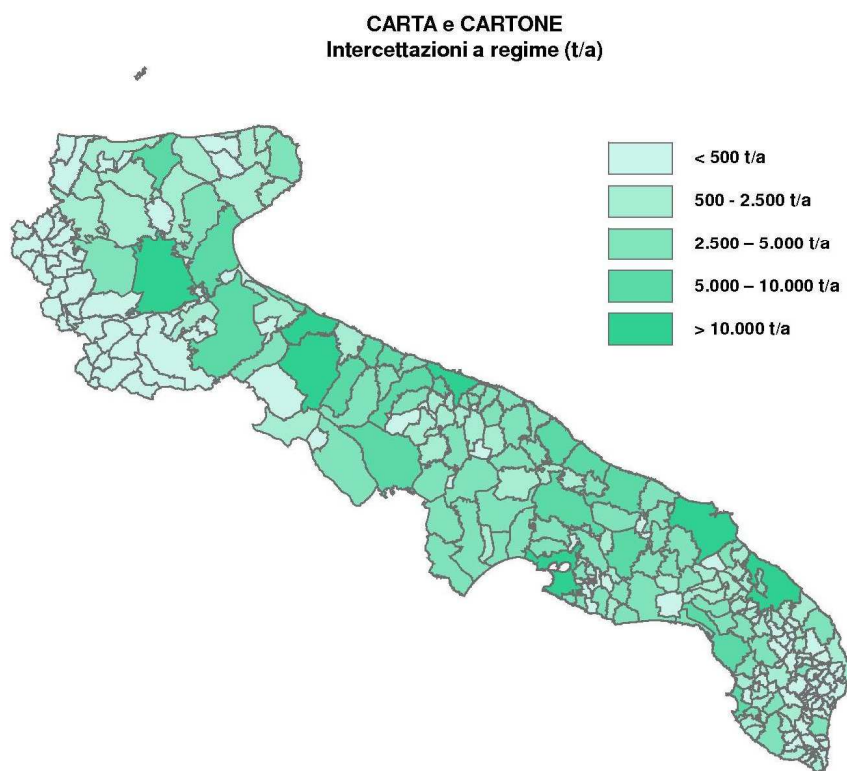 CARTA e CARTONE
Intercettazioni a regime (t/a)
< 500 t/a
500 - 2.500 t/a
2.500 – 5.000 t/a
5.000 – 10.000 t/a
> 10.000 t/a